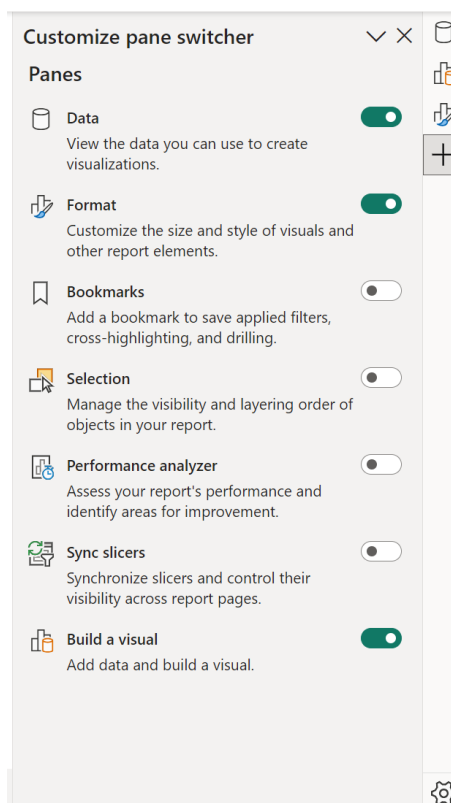 Customize pane switcher
Panes
Data
View the data you can use to create
visualizations.
Format
Customize the size and style of visuals and
other report elements.
Bookmarks
Add a bookmark to save applied filters,
cross-highlighting, and drilling.
Selection
Manage the visibility and layering order of
objects in your report.
Performance analyzer
Assess your report's performance and
identify areas for improvement.
Sync slicers
Synchronize slicers and control their
visibility across report pages.
Build a visual
Add data and build a visual.